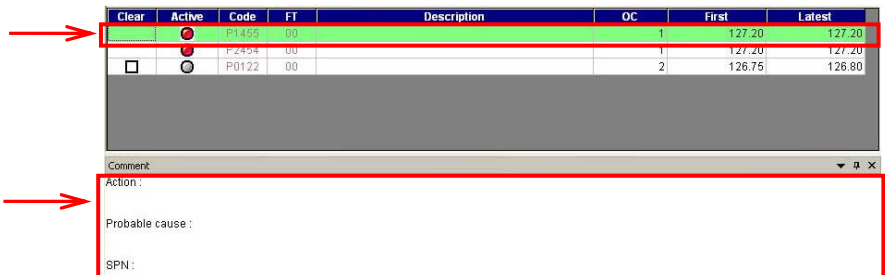 Clear Active Code FT Description OC First Latest
P1455 00 1 127.20 127.20
P2454 00 1 127.20 127.20
P0122 00 2 126.75 126.80
Comment
Action :
Probable cause :
SPN :